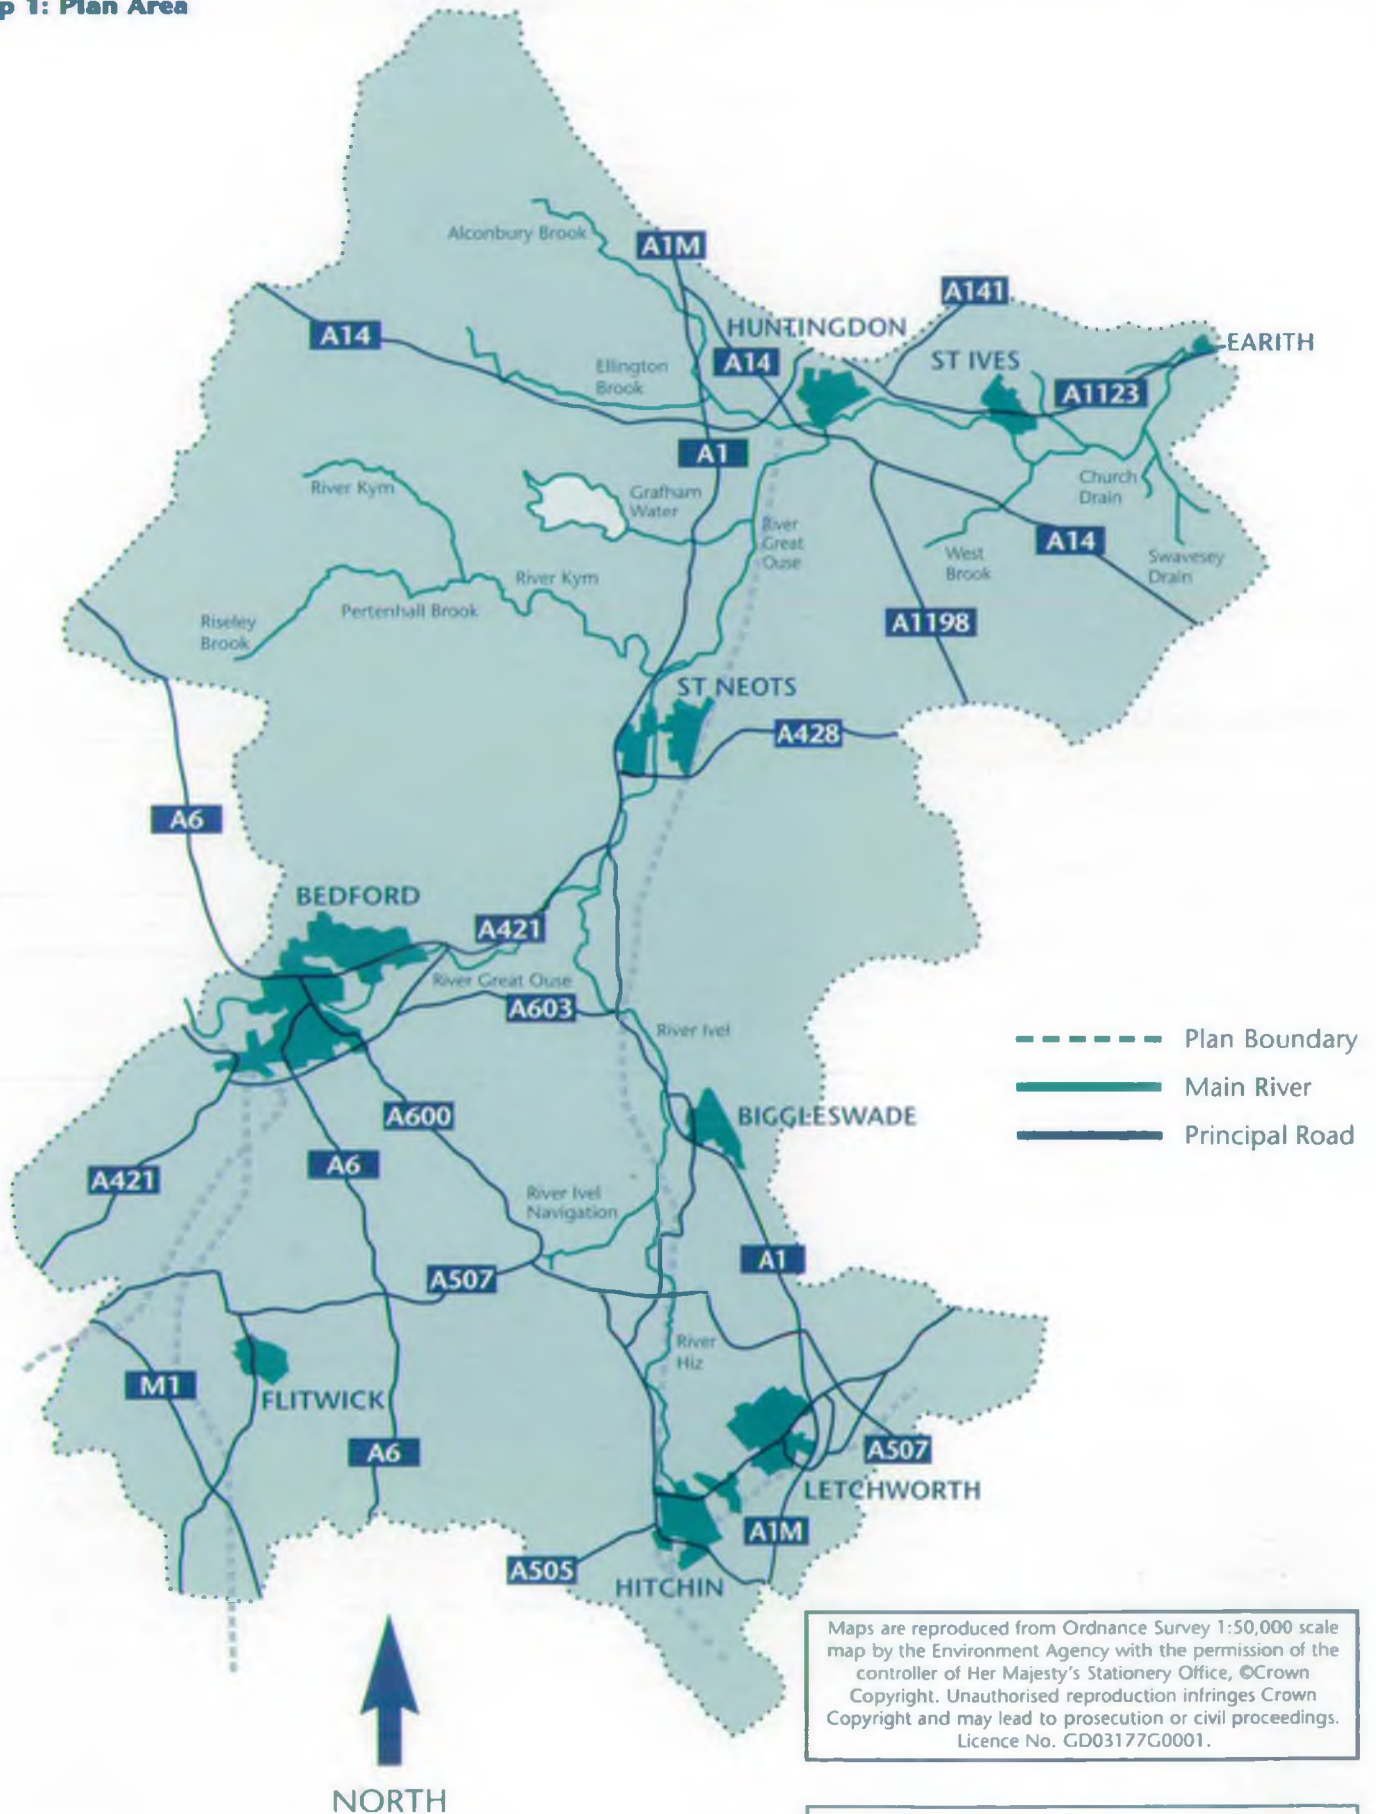 p 1: Plan Area
Alconbury Brook
A1M
A141
A14
HUNTINGDON
EARITH
A14
ST IVES
Ellington
Brook
A1123
A1
River Kym
Grafham
Water
Church
Drain
River
Great
Ouse
A14
West
Brook
Swavesey
Drain
River Kym
Pertenhall Brook
Riseley
Brook
A1198
ST NEOTS
A428
A6
BEDFORD
A421
River Great Ouse
A603
River Ivel
Plan Boundary
Main River
Principal Road
A600
BIGGLESWADE
A6
A421
River Ivel
Navigation
A1
A507
River
Hiz
M1
FLITWICK
A6
A507
LETCHWORTH
A1M
A505
HITCHIN
Maps are reproduced from Ordnance Survey 1:50,000 scale
map by the Environment Agency with the permission of the
controller of Her Majesty's Stationery Office, ©Crown
Copyright. Unauthorised reproduction infringes Crown
Copyright and may lead to prosecution or civil proceedings.
Licence No. GD03177G0001.
NORTH